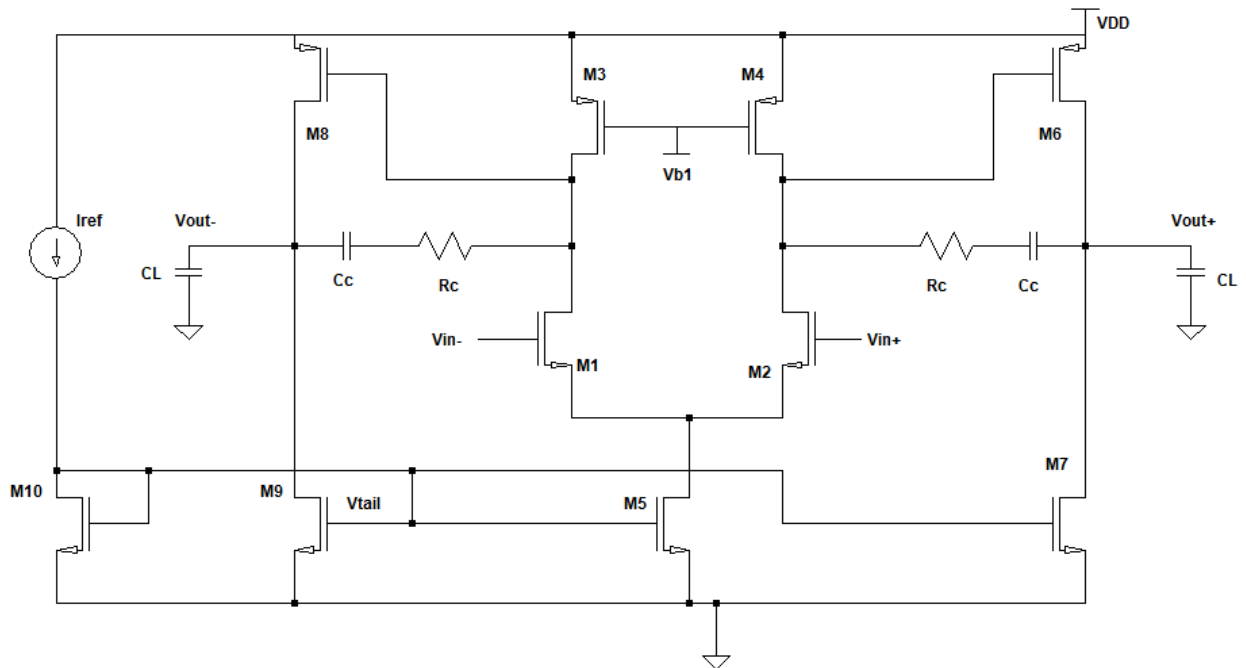 VDD
M3
M4
M8
M6
Vb1
Iref
Vout-
Vout+
CL
Cc
Rc
Rc
Cc
CL
Vin-
M1
M2
Vin+
M10
M9
Vtail
M5
M7